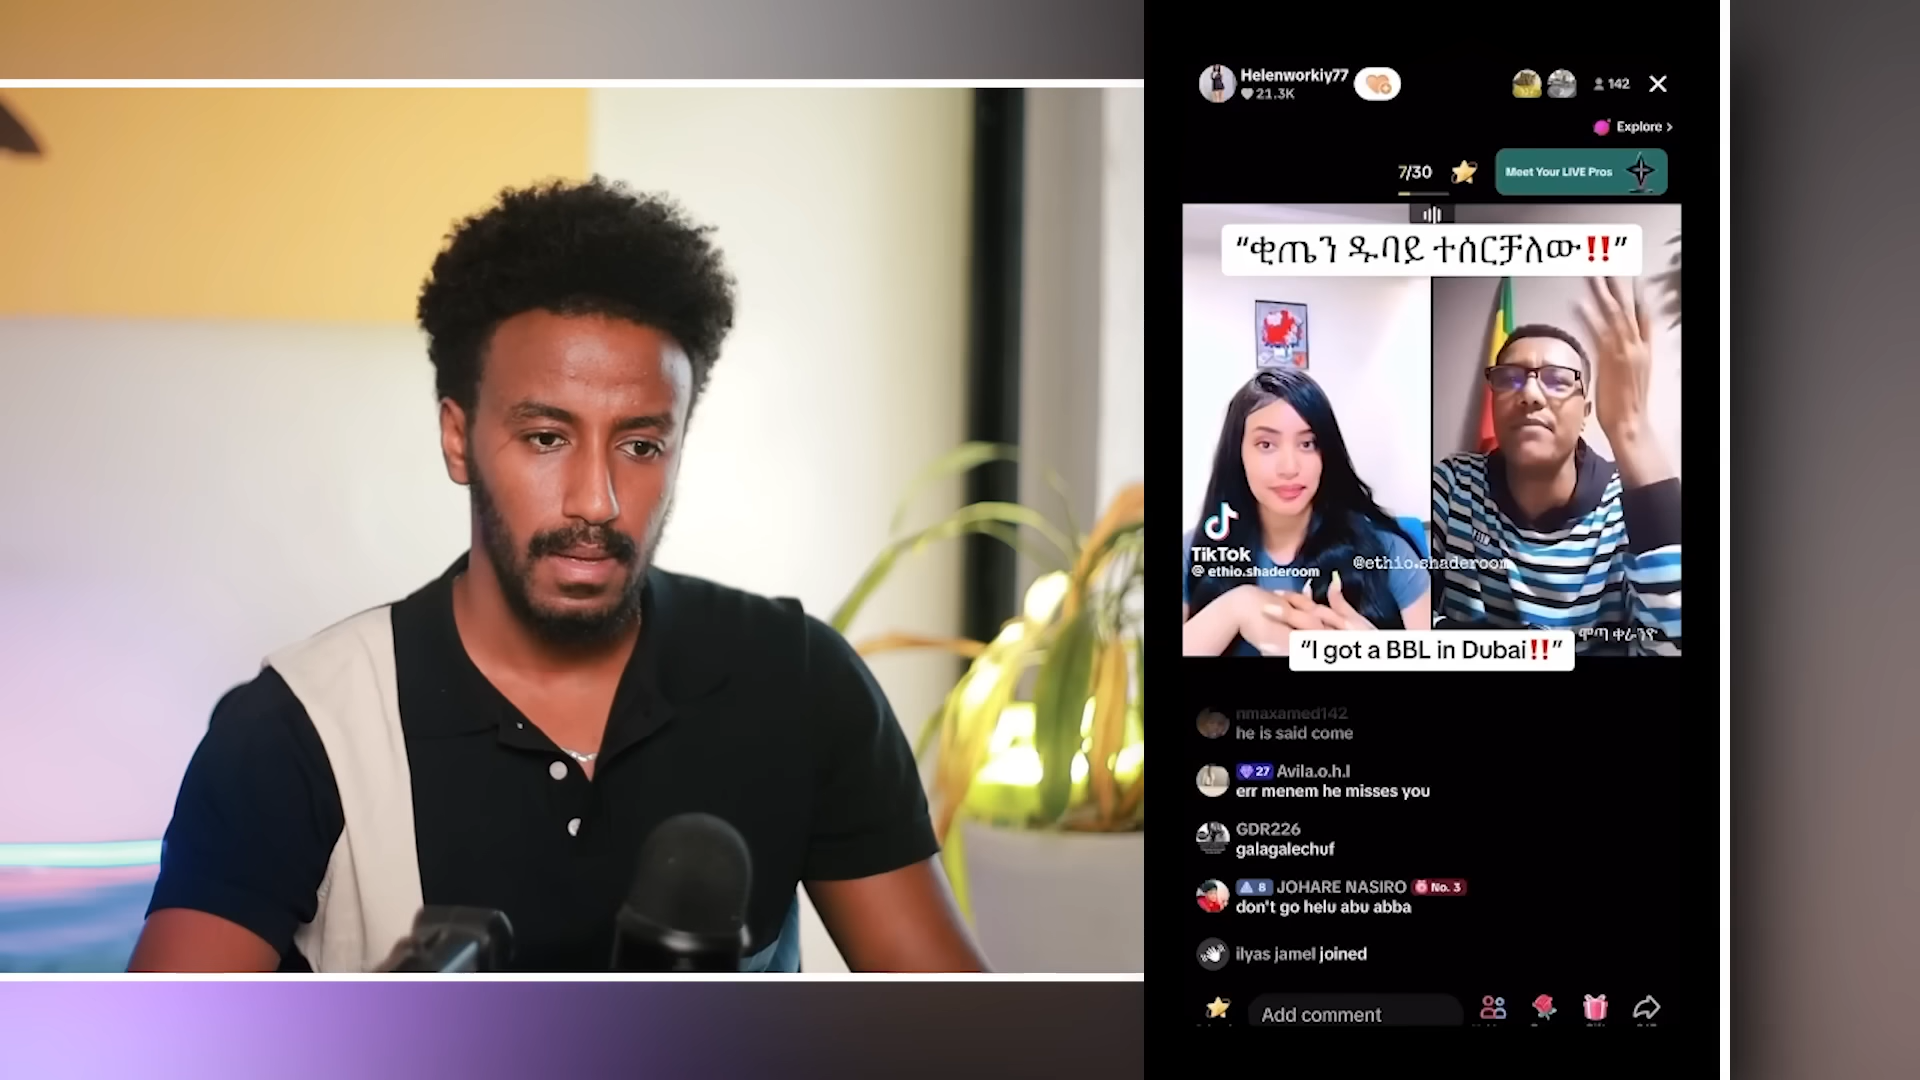 Helenworkiy77
21.3K
142
Explore >
7/30
Meet Your LIVE Pros
“ቂጤን ዱባይ ተሰርቻለው‼️”
TikTok
@ ethio.shaderoom
@ethio.shaderoom
ሞጣ ቀራንዮ
“I got a BBL in Dubai‼️”
nmaxamed142
he is said come
27 Avila.o.h.l
err menem he misses you
GDR226
galagalechuf
8 JOHARE NASIRO No. 3
don't go helu abu abba
ilyas jamel joined
Add comment